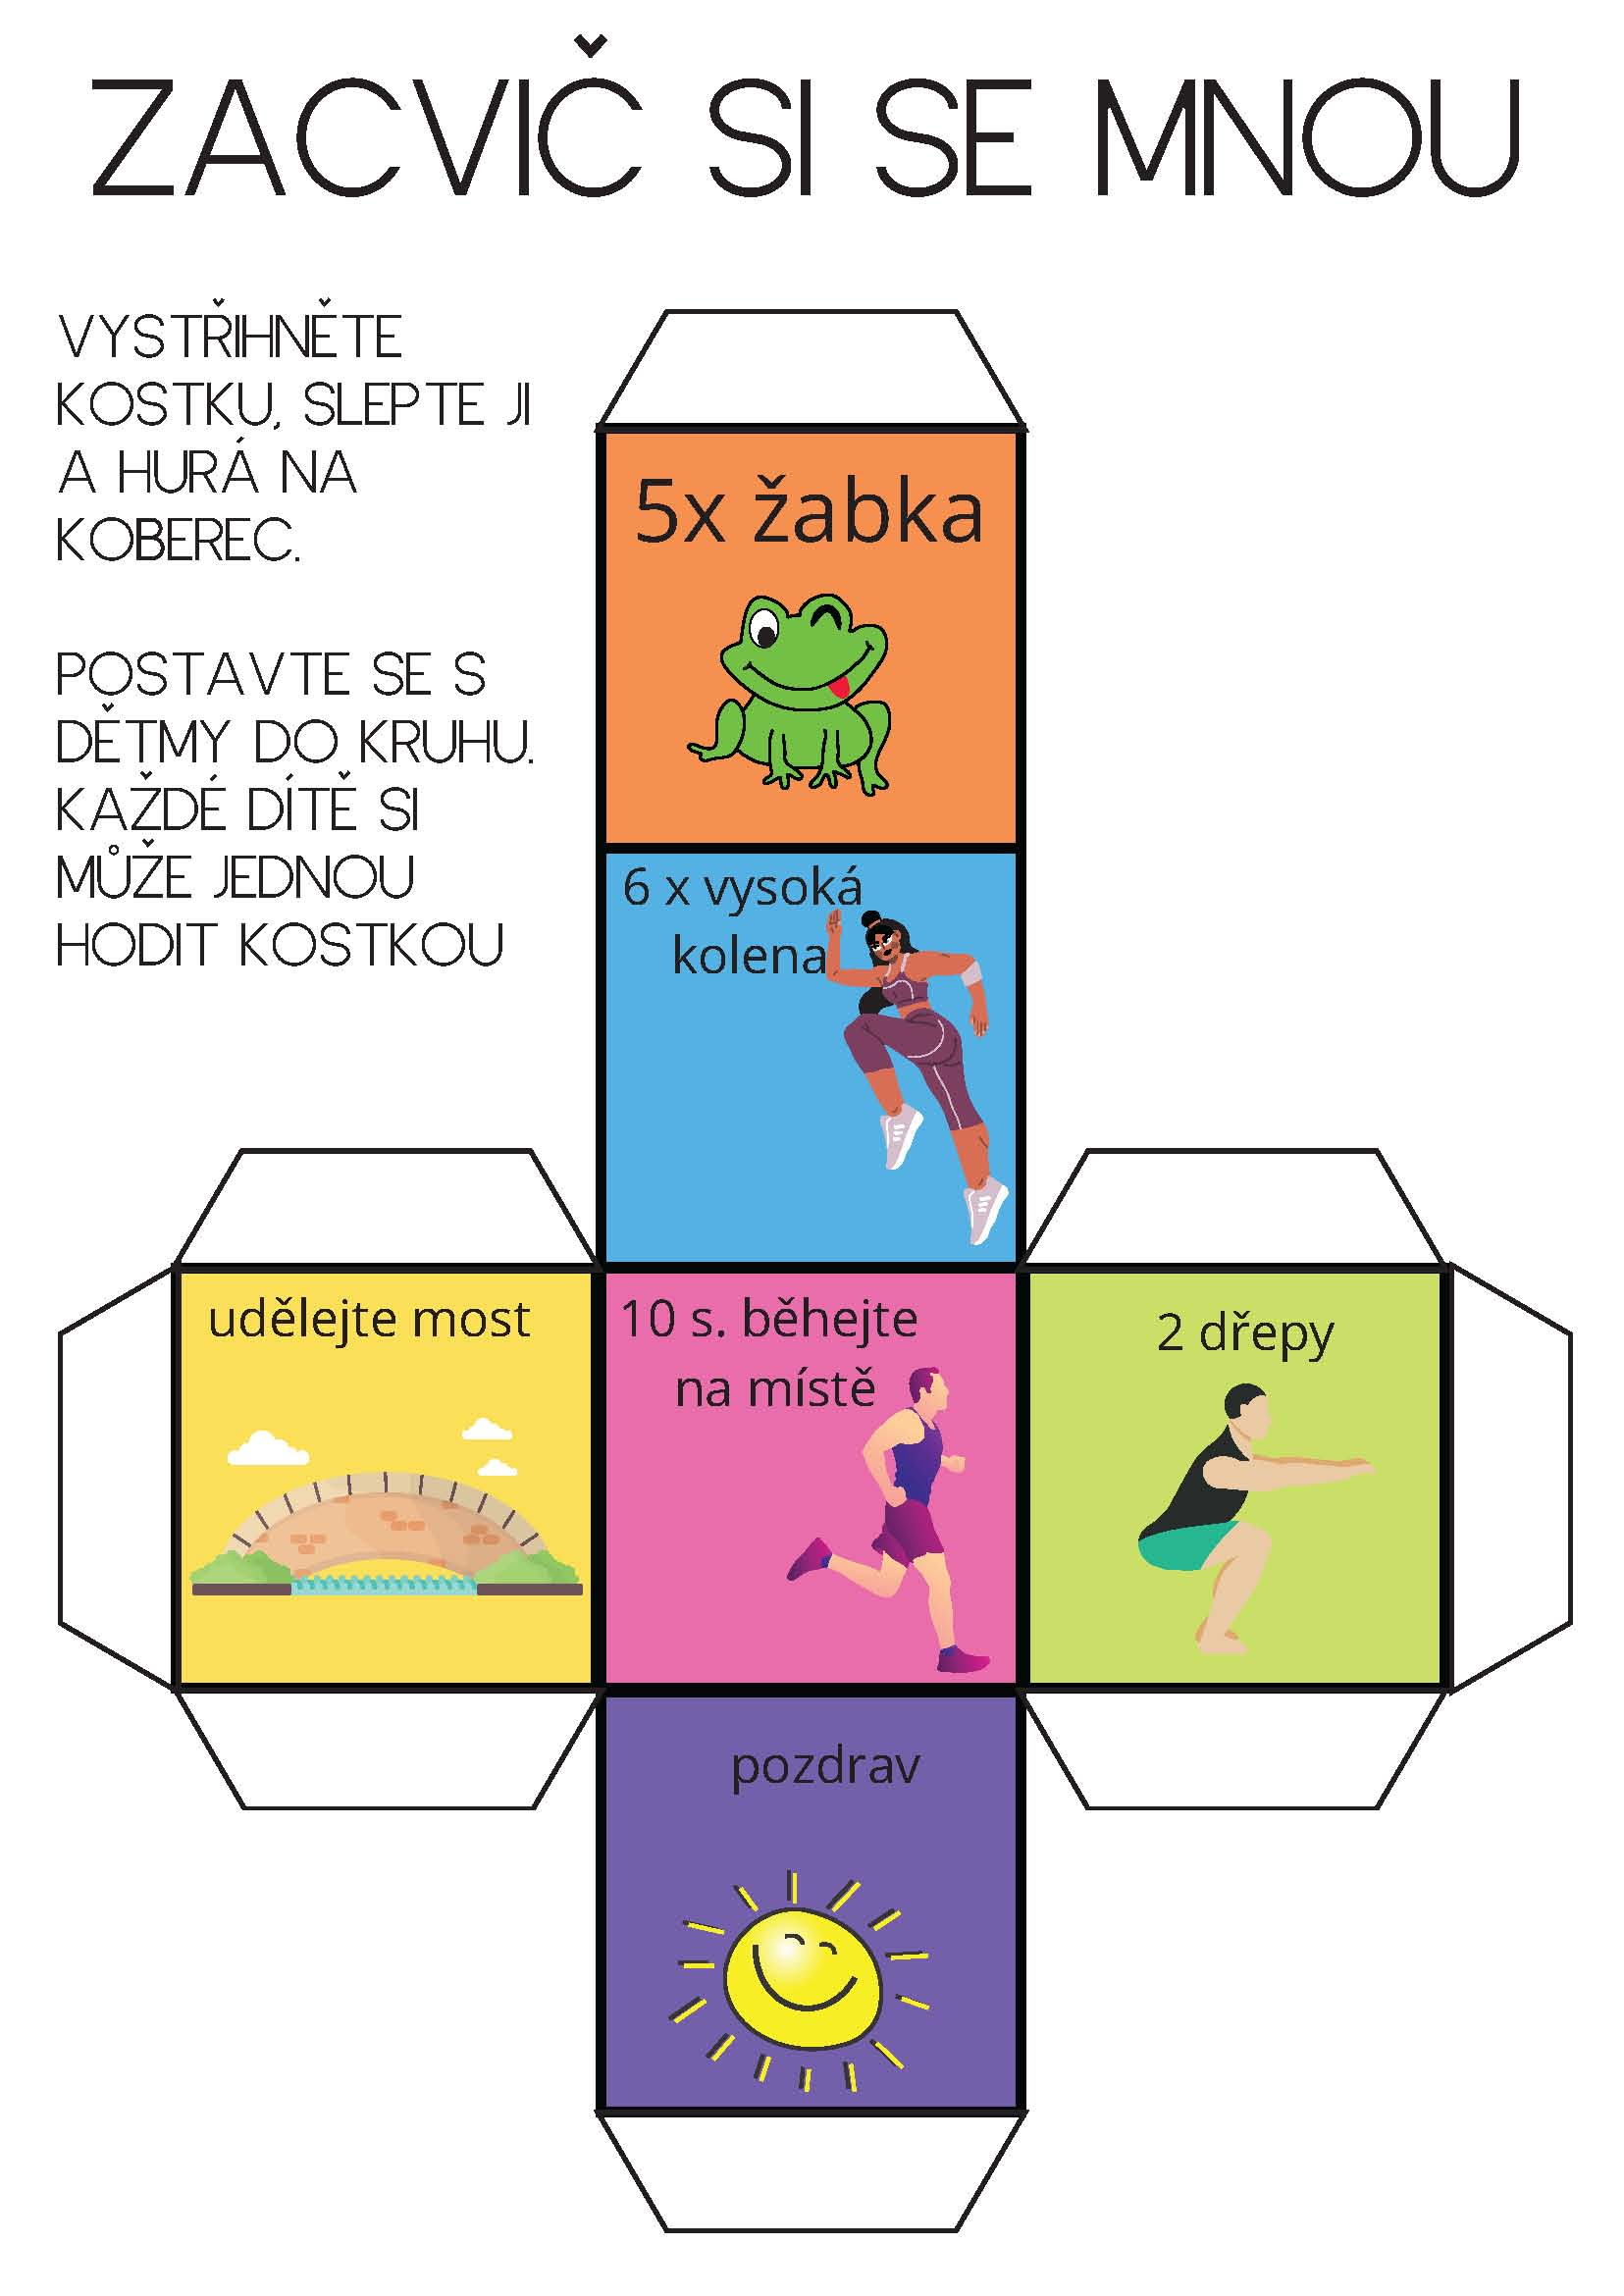 ZACVIČ SI SE MNOU
VYSTŘIHNĚTE
KOSTKU, SLEPTE JI
A HURÁ NA
KOBEREC.
POSTAVTE SE S
DĚTMY DO KRUHU.
KAŽDÉ DÍTĚ SI
MŮŽE JEDNOU
HODIT KOSTKOU
5x žabka
6 x vysoká
kolena
udělejte most
10 s. běhejte
na místě
2 dřepy
pozdrav